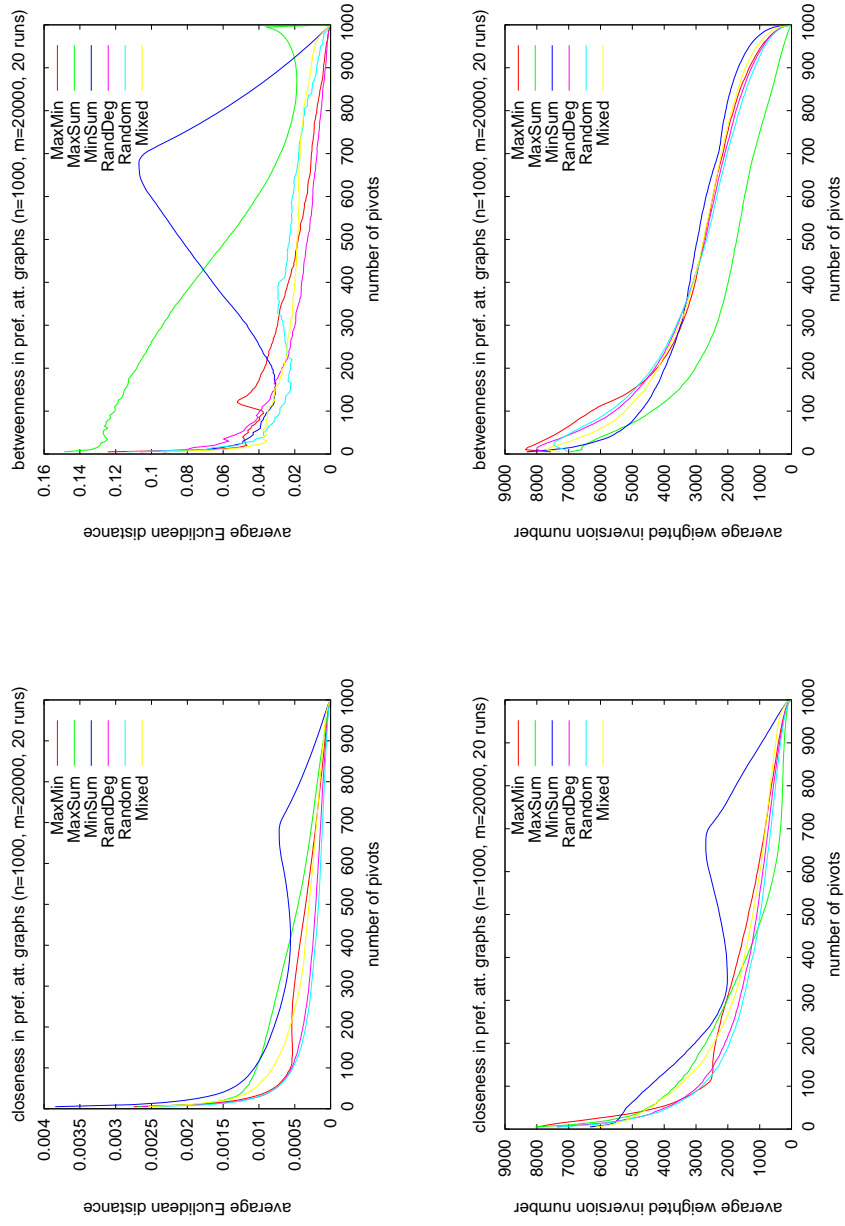 closeness in pref. att. graphs (n=1000, m=20000, 20 runs)
average Euclidean distance
0.004
0.0035
0.003
0.0025
0.002
0.0015
0.001
0.0005
MaxMin
MaxSum
MinSum
RandDeg
Random
Mixed
0 100 200 300 400 500 600 700 800 900 1000
number of pivots
betweenness in pref. att. graphs (n=1000, m=20000, 20 runs)
average Euclidean distance
0.16
0.14
0.12
0.1
0.08
0.06
0.04
0.02
0
MaxMin
MaxSum
MinSum
RandDeg
Random
Mixed
0 100 200 300 400 500 600 700 800 900 1000
number of pivots
closeness in pref. att. graphs (n=1000, m=20000, 20 runs)
average weighted inversion number
9000
8000
7000
6000
5000
4000
3000
2000
1000
0
MaxMin
MaxSum
MinSum
RandDeg
Random
Mixed
0 100 200 300 400 500 600 700 800 900 1000
number of pivots
betweenness in pref. att. graphs (n=1000, m=20000, 20 runs)
average weighted inversion number
9000
8000
7000
6000
5000
4000
3000
2000
1000
0
MaxMin
MaxSum
MinSum
RandDeg
Random
Mixed
0 100 200 300 400 500 600 700 800 900 1000
number of pivots